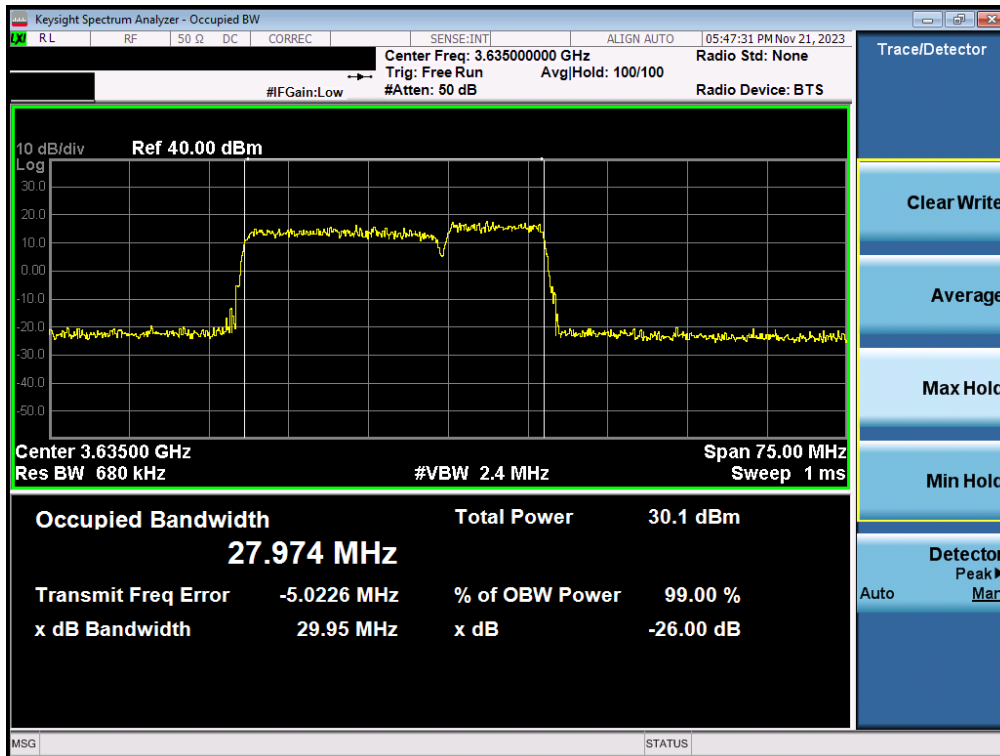 Keysight Spectrum Analyzer - Occupied BW
LXI RL RF 50 Ω DC CORREC SENSE:INT ALIGN AUTO 05:47:31 PM Nov 21, 2023
Center Freq: 3.635000000 GHz Radio Std: None
Trig: Free Run Avg|Hold: 100/100
#IFGain:Low #Atten: 50 dB Radio Device: BTS
Trace/Detector
10 dB/div Ref 40.00 dBm
Log
30.0
20.0
10.0
0.00
-10.0
-20.0
-30.0
-40.0
-50.0
Center 3.63500 GHz Span 75.00 MHz
Res BW 680 kHz #VBW 2.4 MHz Sweep 1 ms
Occupied Bandwidth Total Power 30.1 dBm
27.974 MHz
Transmit Freq Error -5.0226 MHz % of OBW Power 99.00 %
x dB Bandwidth 29.95 MHz x dB -26.00 dB
Clear Write
Average
Max Hold
Min Hold
Detector
Peak
Auto Man
MSG STATUS